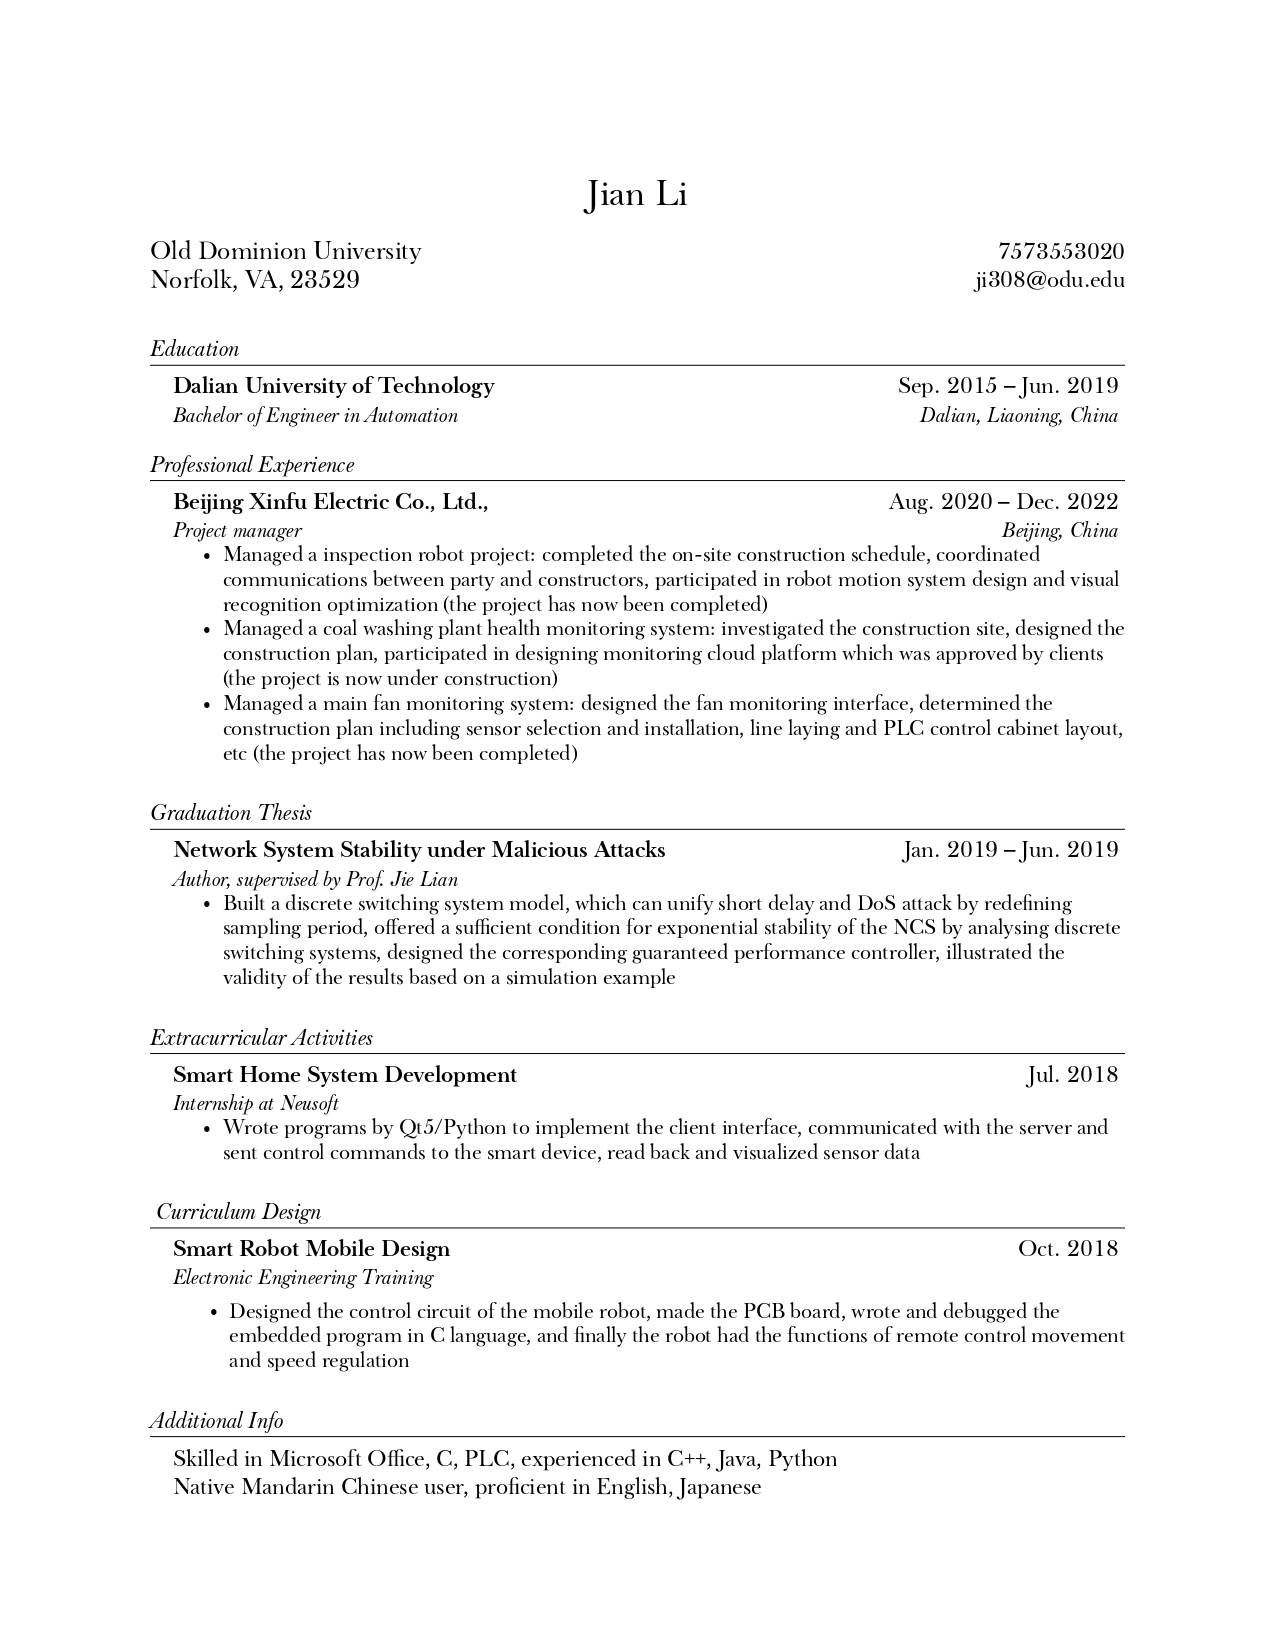 Jian Li
Old Dominion University 7573553020
Norfolk, VA, 23529 ji308@odu.edu
Education
Dalian University of Technology Sep. 2015 – Jun. 2019
Bachelor of Engineer in Automation Dalian, Liaoning, China
Professional Experience
Beijing Xinfu Electric Co., Ltd., Aug. 2020 – Dec. 2022
Project manager Beijing, China
• Managed a inspection robot project: completed the on-site construction schedule, coordinated
communications between party and constructors, participated in robot motion system design and visual
recognition optimization (the project has now been completed)
• Managed a coal washing plant health monitoring system: investigated the construction site, designed the
construction plan, participated in designing monitoring cloud platform which was approved by clients
(the project is now under construction)
• Managed a main fan monitoring system: designed the fan monitoring interface, determined the
construction plan including sensor selection and installation, line laying and PLC control cabinet layout,
etc (the project has now been completed)
Graduation Thesis
Network System Stability under Malicious Attacks Jan. 2019 – Jun. 2019
Author, supervised by Prof. Jie Lian
• Built a discrete switching system model, which can unify short delay and DoS attack by redefining
sampling period, offered a sufficient condition for exponential stability of the NCS by analysing discrete
switching systems, designed the corresponding guaranteed performance controller, illustrated the
validity of the results based on a simulation example
Extracurricular Activities
Smart Home System Development Jul. 2018
Internship at Neusoft
• Wrote programs by Qt5/Python to implement the client interface, communicated with the server and
sent control commands to the smart device, read back and visualized sensor data
Curriculum Design
Smart Robot Mobile Design Oct. 2018
Electronic Engineering Training
• Designed the control circuit of the mobile robot, made the PCB board, wrote and debugged the
embedded program in C language, and finally the robot had the functions of remote control movement
and speed regulation
Additional Info
Skilled in Microsoft Office, C, PLC, experienced in C++, Java, Python
Native Mandarin Chinese user, proficient in English, Japanese